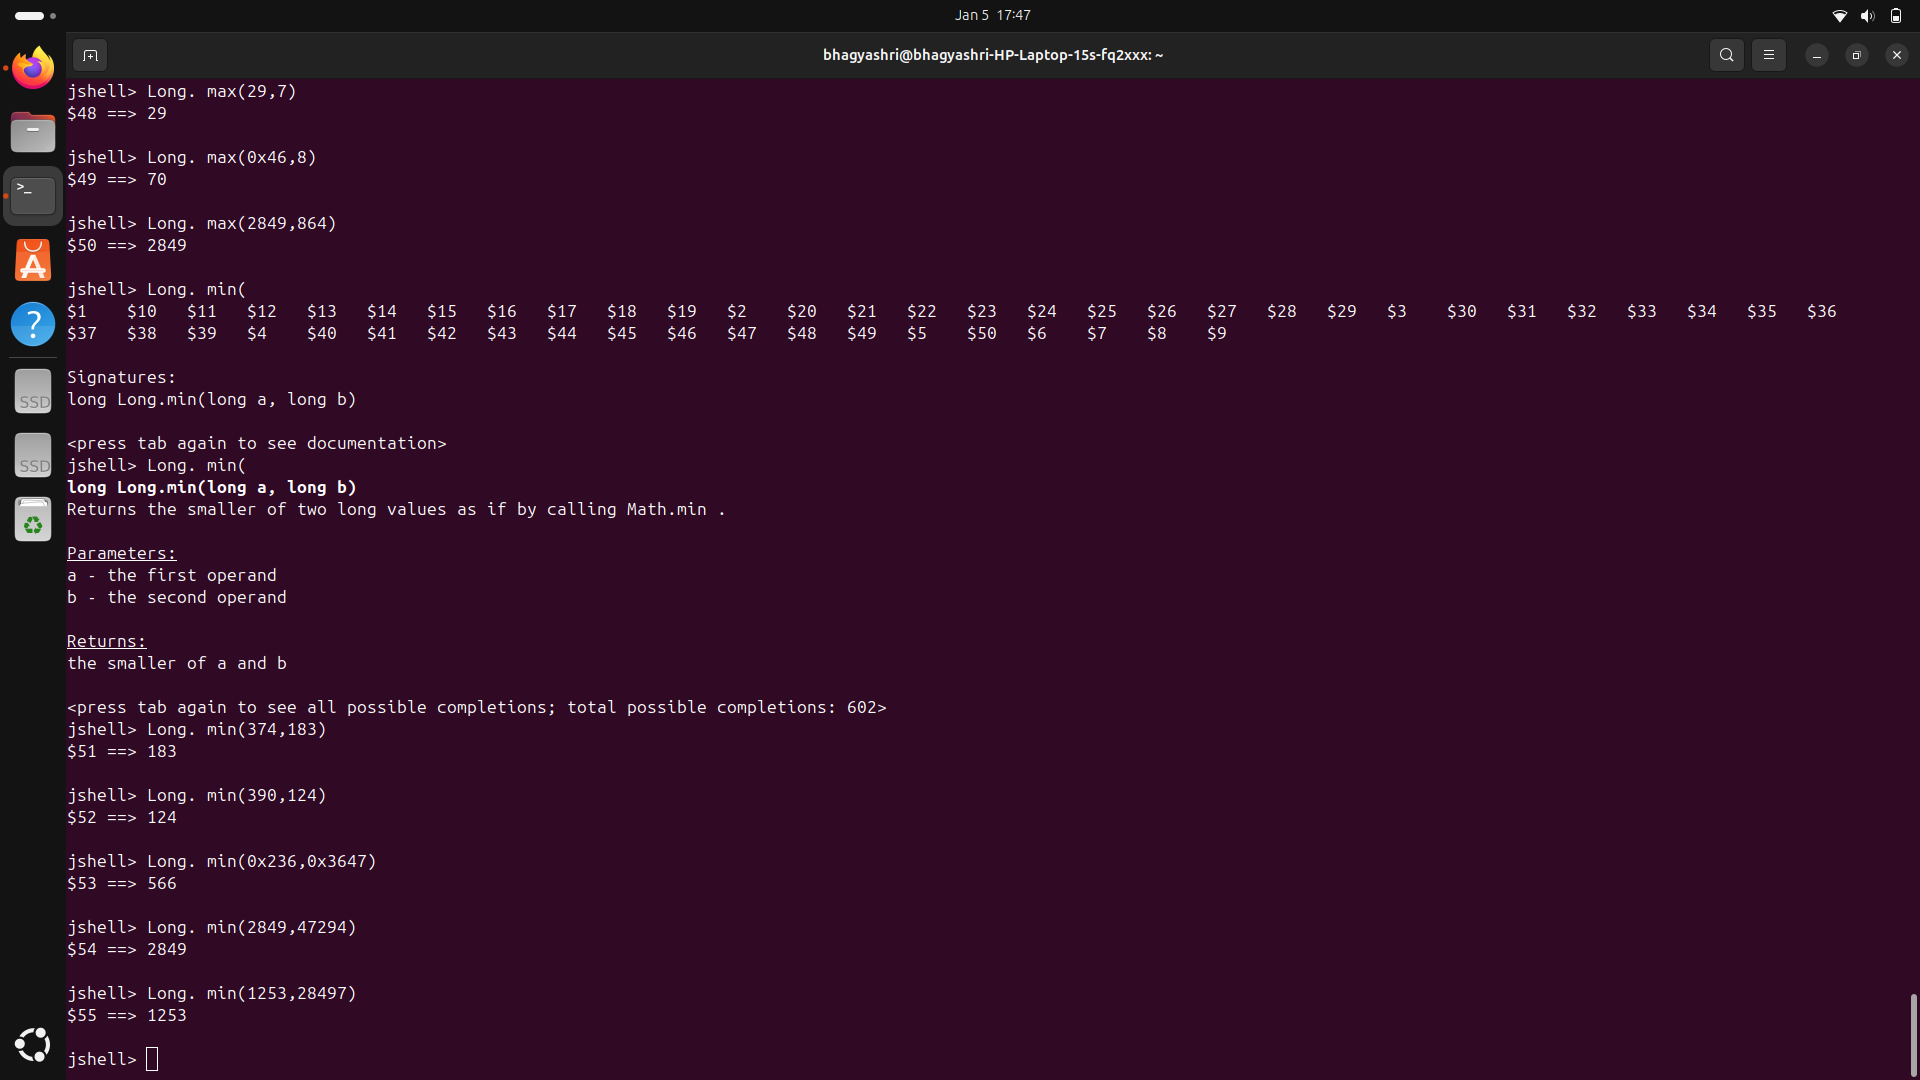 Jan 5 17:47
bhagyashri@bhagyashri-HP-Laptop-15s-fq2xxx: ~
jshell> Long. max(29,7)
$48 ==> 29
jshell> Long. max(0x46,8)
$49 ==> 70
jshell> Long. max(2849,864)
$50 ==> 2849
jshell> Long. min(
$1 $10 $11 $12 $13 $14 $15 $16 $17 $18 $19 $2 $20 $21 $22 $23 $24 $25 $26 $27 $28 $29 $3 $30 $31 $32 $33 $34 $35 $36
$37 $38 $39 $4 $40 $41 $42 $43 $44 $45 $46 $47 $48 $49 $5 $50 $6 $7 $8 $9
Signatures:
long Long.min(long a, long b)
<press tab again to see documentation>
jshell> Long. min(
long Long.min(long a, long b)
Returns the smaller of two long values as if by calling Math.min .
Parameters:
a - the first operand
b - the second operand
Returns:
the smaller of a and b
<press tab again to see all possible completions; total possible completions: 602>
jshell> Long. min(374,183)
$51 ==> 183
jshell> Long. min(390,124)
$52 ==> 124
jshell> Long. min(0x236,0x3647)
$53 ==> 566
jshell> Long. min(2849,47294)
$54 ==> 2849
jshell> Long. min(1253,28497)
$55 ==> 1253
jshell>
>_
A
?
SSD
SSD